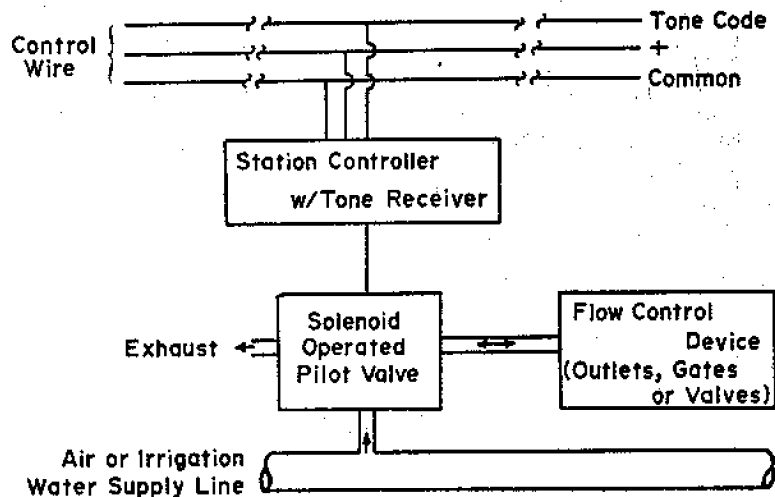 Control
Wire
Tone Code
+
Common
Station Controller
w/Tone Receiver
Solenoid
Operated
Pilot Valve
Exhaust
Flow Control
Device
(Outlets, Gates
or Valves)
Air or Irrigation
Water Supply Line